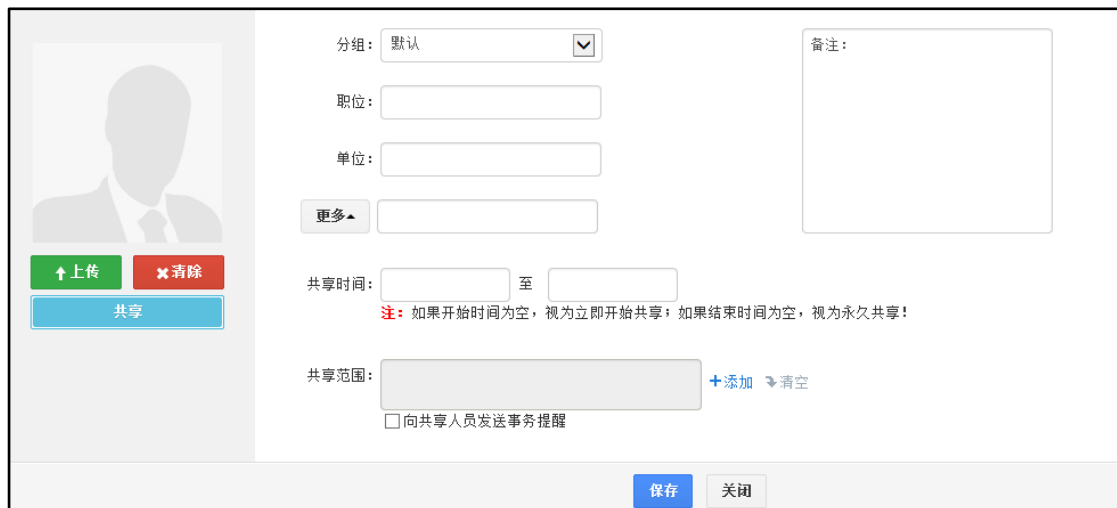 分组： 默认
备注：
职位：
单位：
更多
上传 清除
共享
共享时间： 至
注：如果开始时间为空，视为立即开始共享；如果结束时间为空，视为永久共享！
共享范围： 添加 清空
向共享人员发送事务提醒
保存 关闭